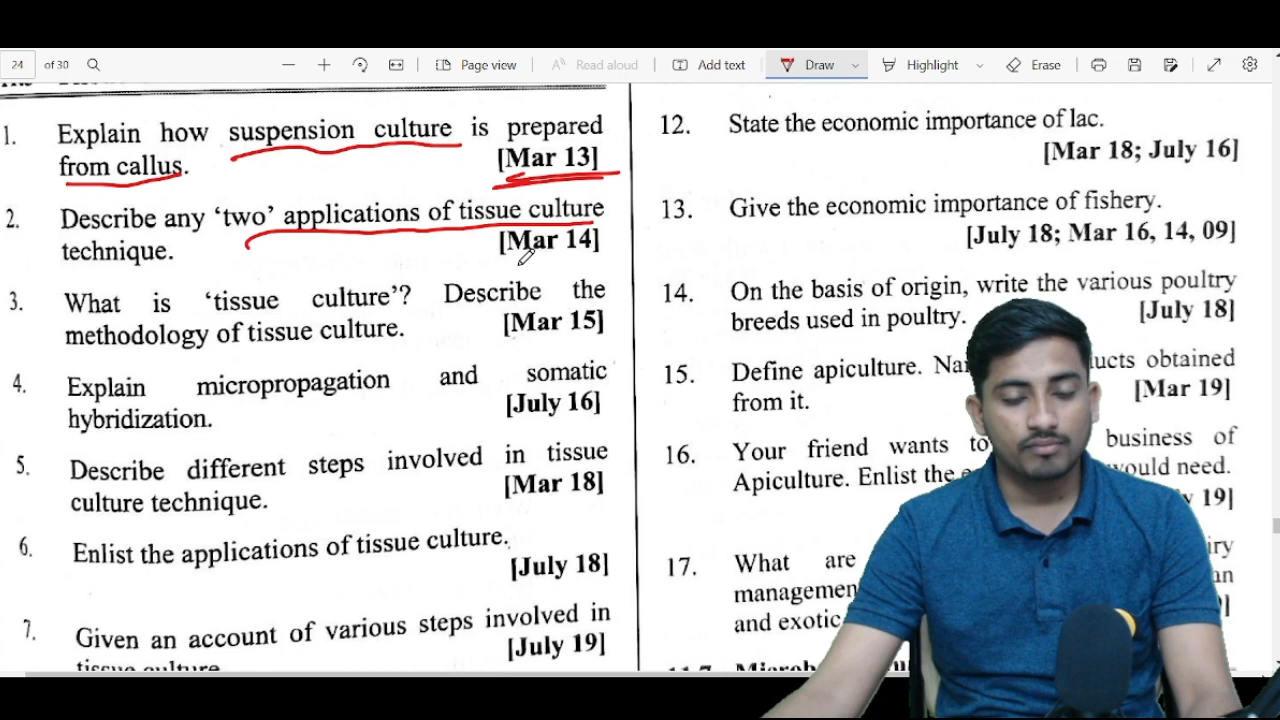 24 of 30
Page view
Read aloud
Add text
Draw
Highlight
Erase
1. Explain how suspension culture is prepared
from callus. [Mar 13]
2. Describe any ‘two’ applications of tissue culture
technique. [Mar 14]
3. What is ‘tissue culture’? Describe the
methodology of tissue culture. [Mar 15]
4. Explain micropropagation and somatic
hybridization. [July 16]
5. Describe different steps involved in tissue
culture technique. [Mar 18]
6. Enlist the applications of tissue culture.
[July 18]
7. Given an account of various steps involved in
tissue culture [July 19]
12. State the economic importance of lac.
[Mar 18; July 16]
13. Give the economic importance of fishery.
[July 18; Mar 16, 14, 09]
14. On the basis of origin, write the various poultry
breeds used in poultry. [July 18]
15. Define apiculture. obtained
from it. [Mar 19]
16. Your friend wants to business of
Apiculture. Enlist the would need.
19]
17. What are
and exotic